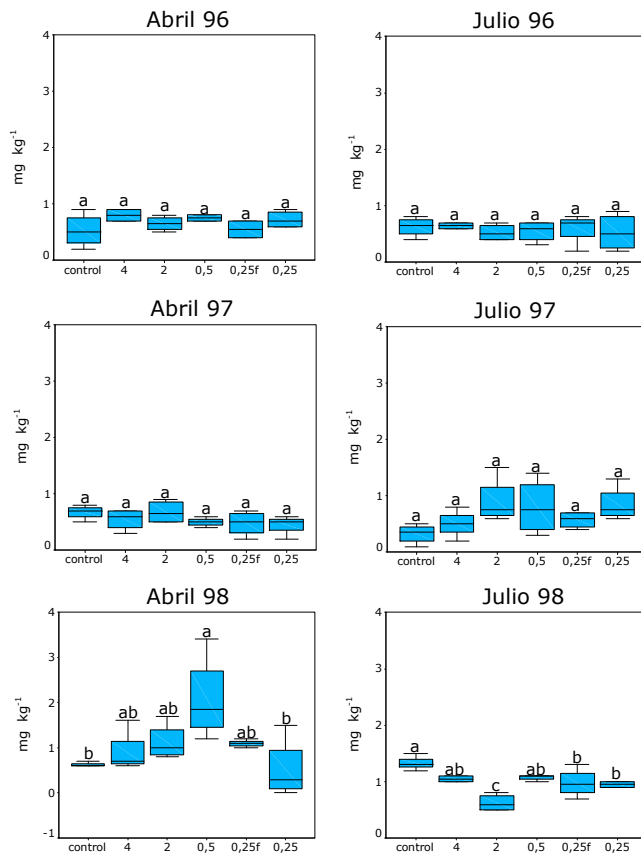 Abril 96
4
3
2
1
0
mg kg-1
a a a a a a
control 4 2 0,5 0,25f 0,25
Julio 96
4
3
2
1
0
mg kg-1
a a a a a a
control 4 2 0,5 0,25f 0,25
Abril 97
4
3
2
1
0
mg kg-1
a a a a a a
control 4 2 0,5 0,25f 0,25
Julio 97
4
3
2
1
0
mg kg-1
a a a a a a
control 4 2 0,5 0,25f 0,25
Abril 98
4
3
2
1
0
-1
mg kg-1
b ab ab a ab b
control 4 2 0,5 0,25f 0,25
Julio 98
4
3
2
1
0
mg kg-1
a ab c ab b b
control 4 2 0,5 0,25f 0,25